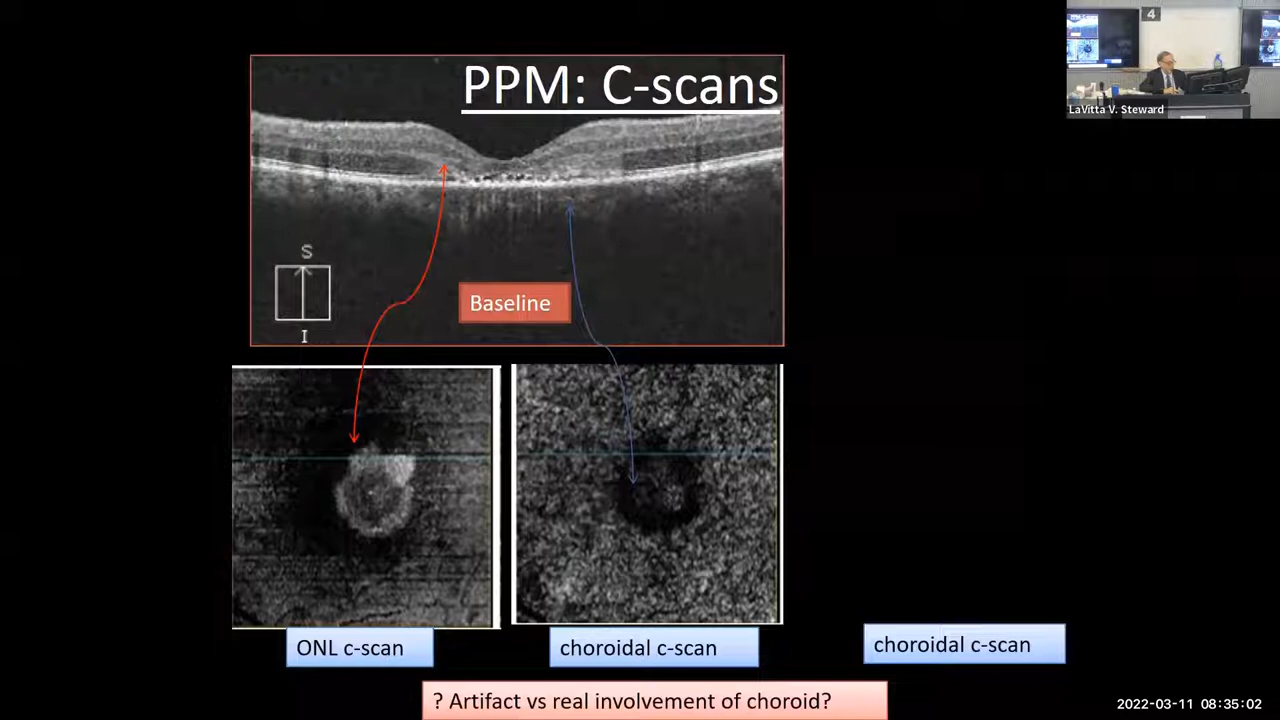 4
LaVitta V. Steward
PPM: C-scans
S
I
Baseline
ONL c-scan
choroidal c-scan
choroidal c-scan
? Artifact vs real involvement of choroid?
2022-03-11 08:35:02